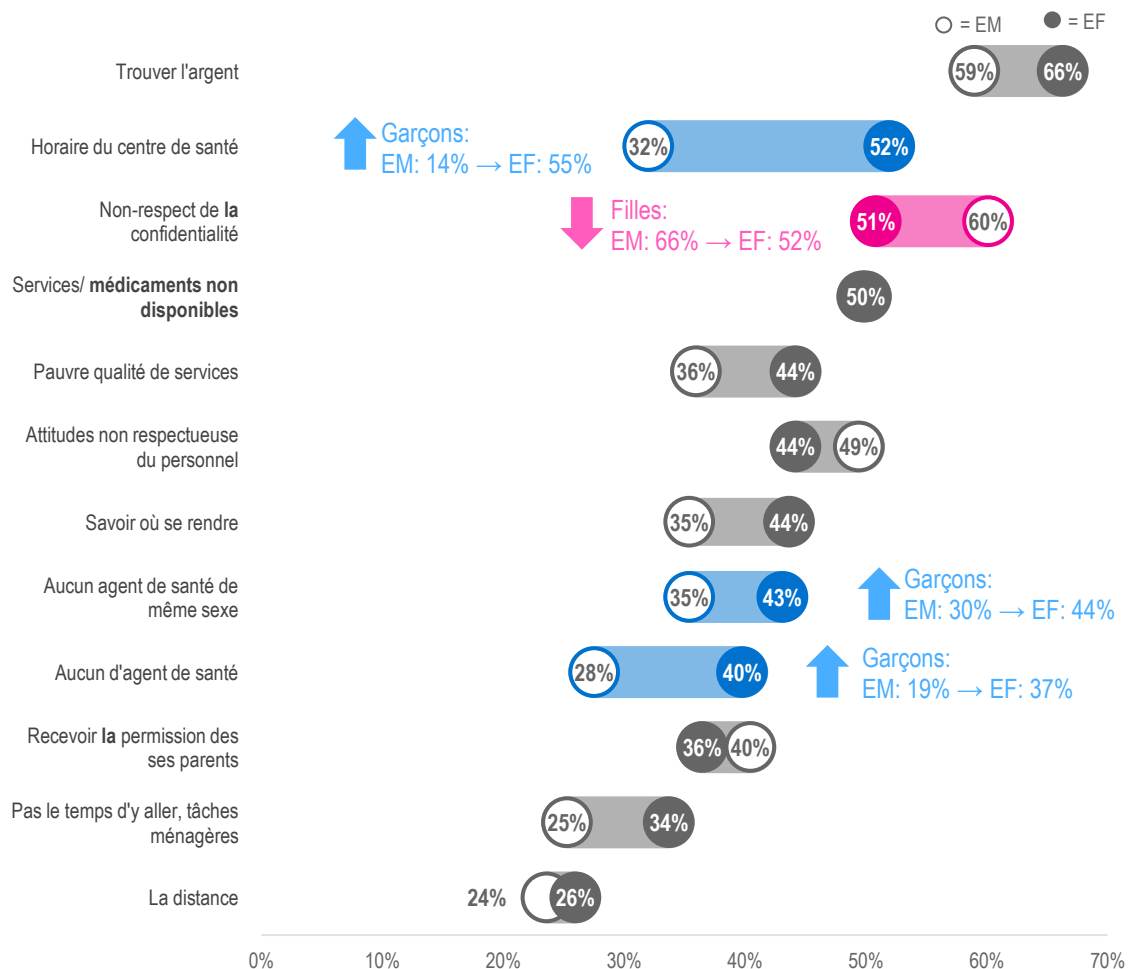 = EM
= EF
Trouver l'argent
59%
66%
Horaire du centre de santé
Garçons:
EM: 14% → EF: 55%
32%
52%
Non-respect de la
confidentialité
Filles:
EM: 66% → EF: 52%
51%
60%
Services/ médicaments non
disponibles
50%
Pauvre qualité de services
36%
44%
Attitudes non respectueuse
du personnel
44%
49%
Savoir où se rendre
35%
44%
Aucun agent de santé de
même sexe
35%
43%
Garçons:
EM: 30% → EF: 44%
Aucun d'agent de santé
28%
40%
Garçons:
EM: 19% → EF: 37%
Recevoir la permission des
ses parents
36%
40%
Pas le temps d'y aller, tâches
ménagères
25%
34%
La distance
24%
26%
0%
10%
20%
30%
40%
50%
60%
70%